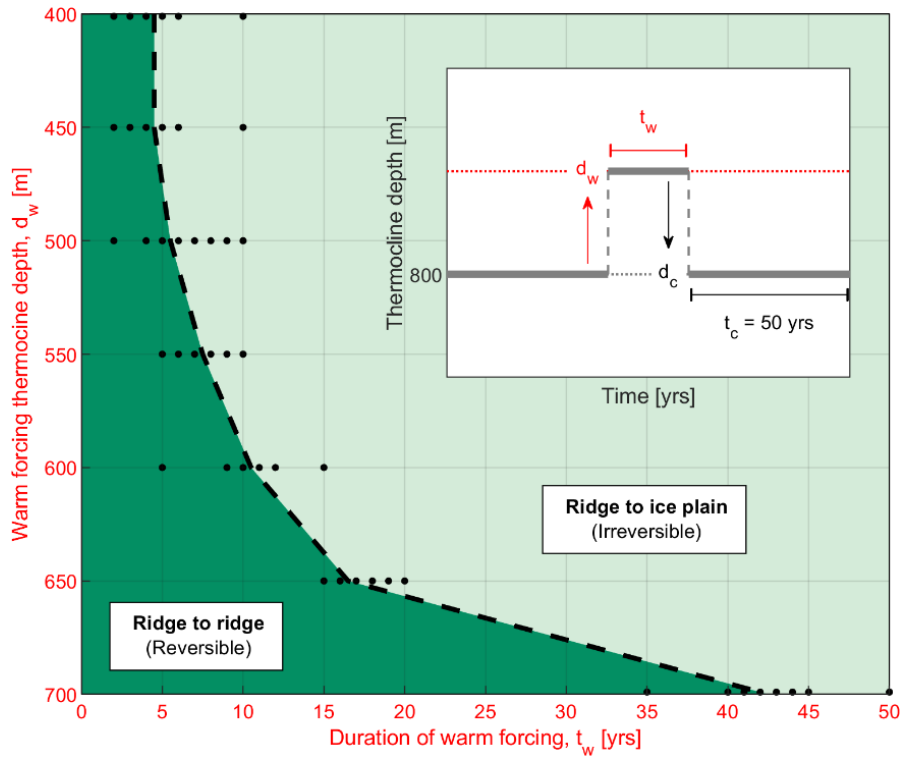 400
450
500
550
600
650
700
Warm forcing thermocine depth, d_w [m]
Thermocline depth [m]
800
t_w
d_w
d_c
t_c = 50 yrs
Time [yrs]
Ridge to ice plain
(Irreversible)
Ridge to ridge
(Reversible)
0 5 10 15 20 25 30 35 40 45 50
Duration of warm forcing, t_w [yrs]